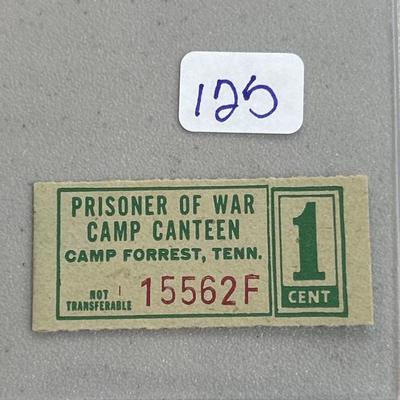 125
PRISONER OF WAR
CAMP CANTEEN
CAMP FORREST, TENN.
NOT
TRANSFERABLE
15562F
1
CENT